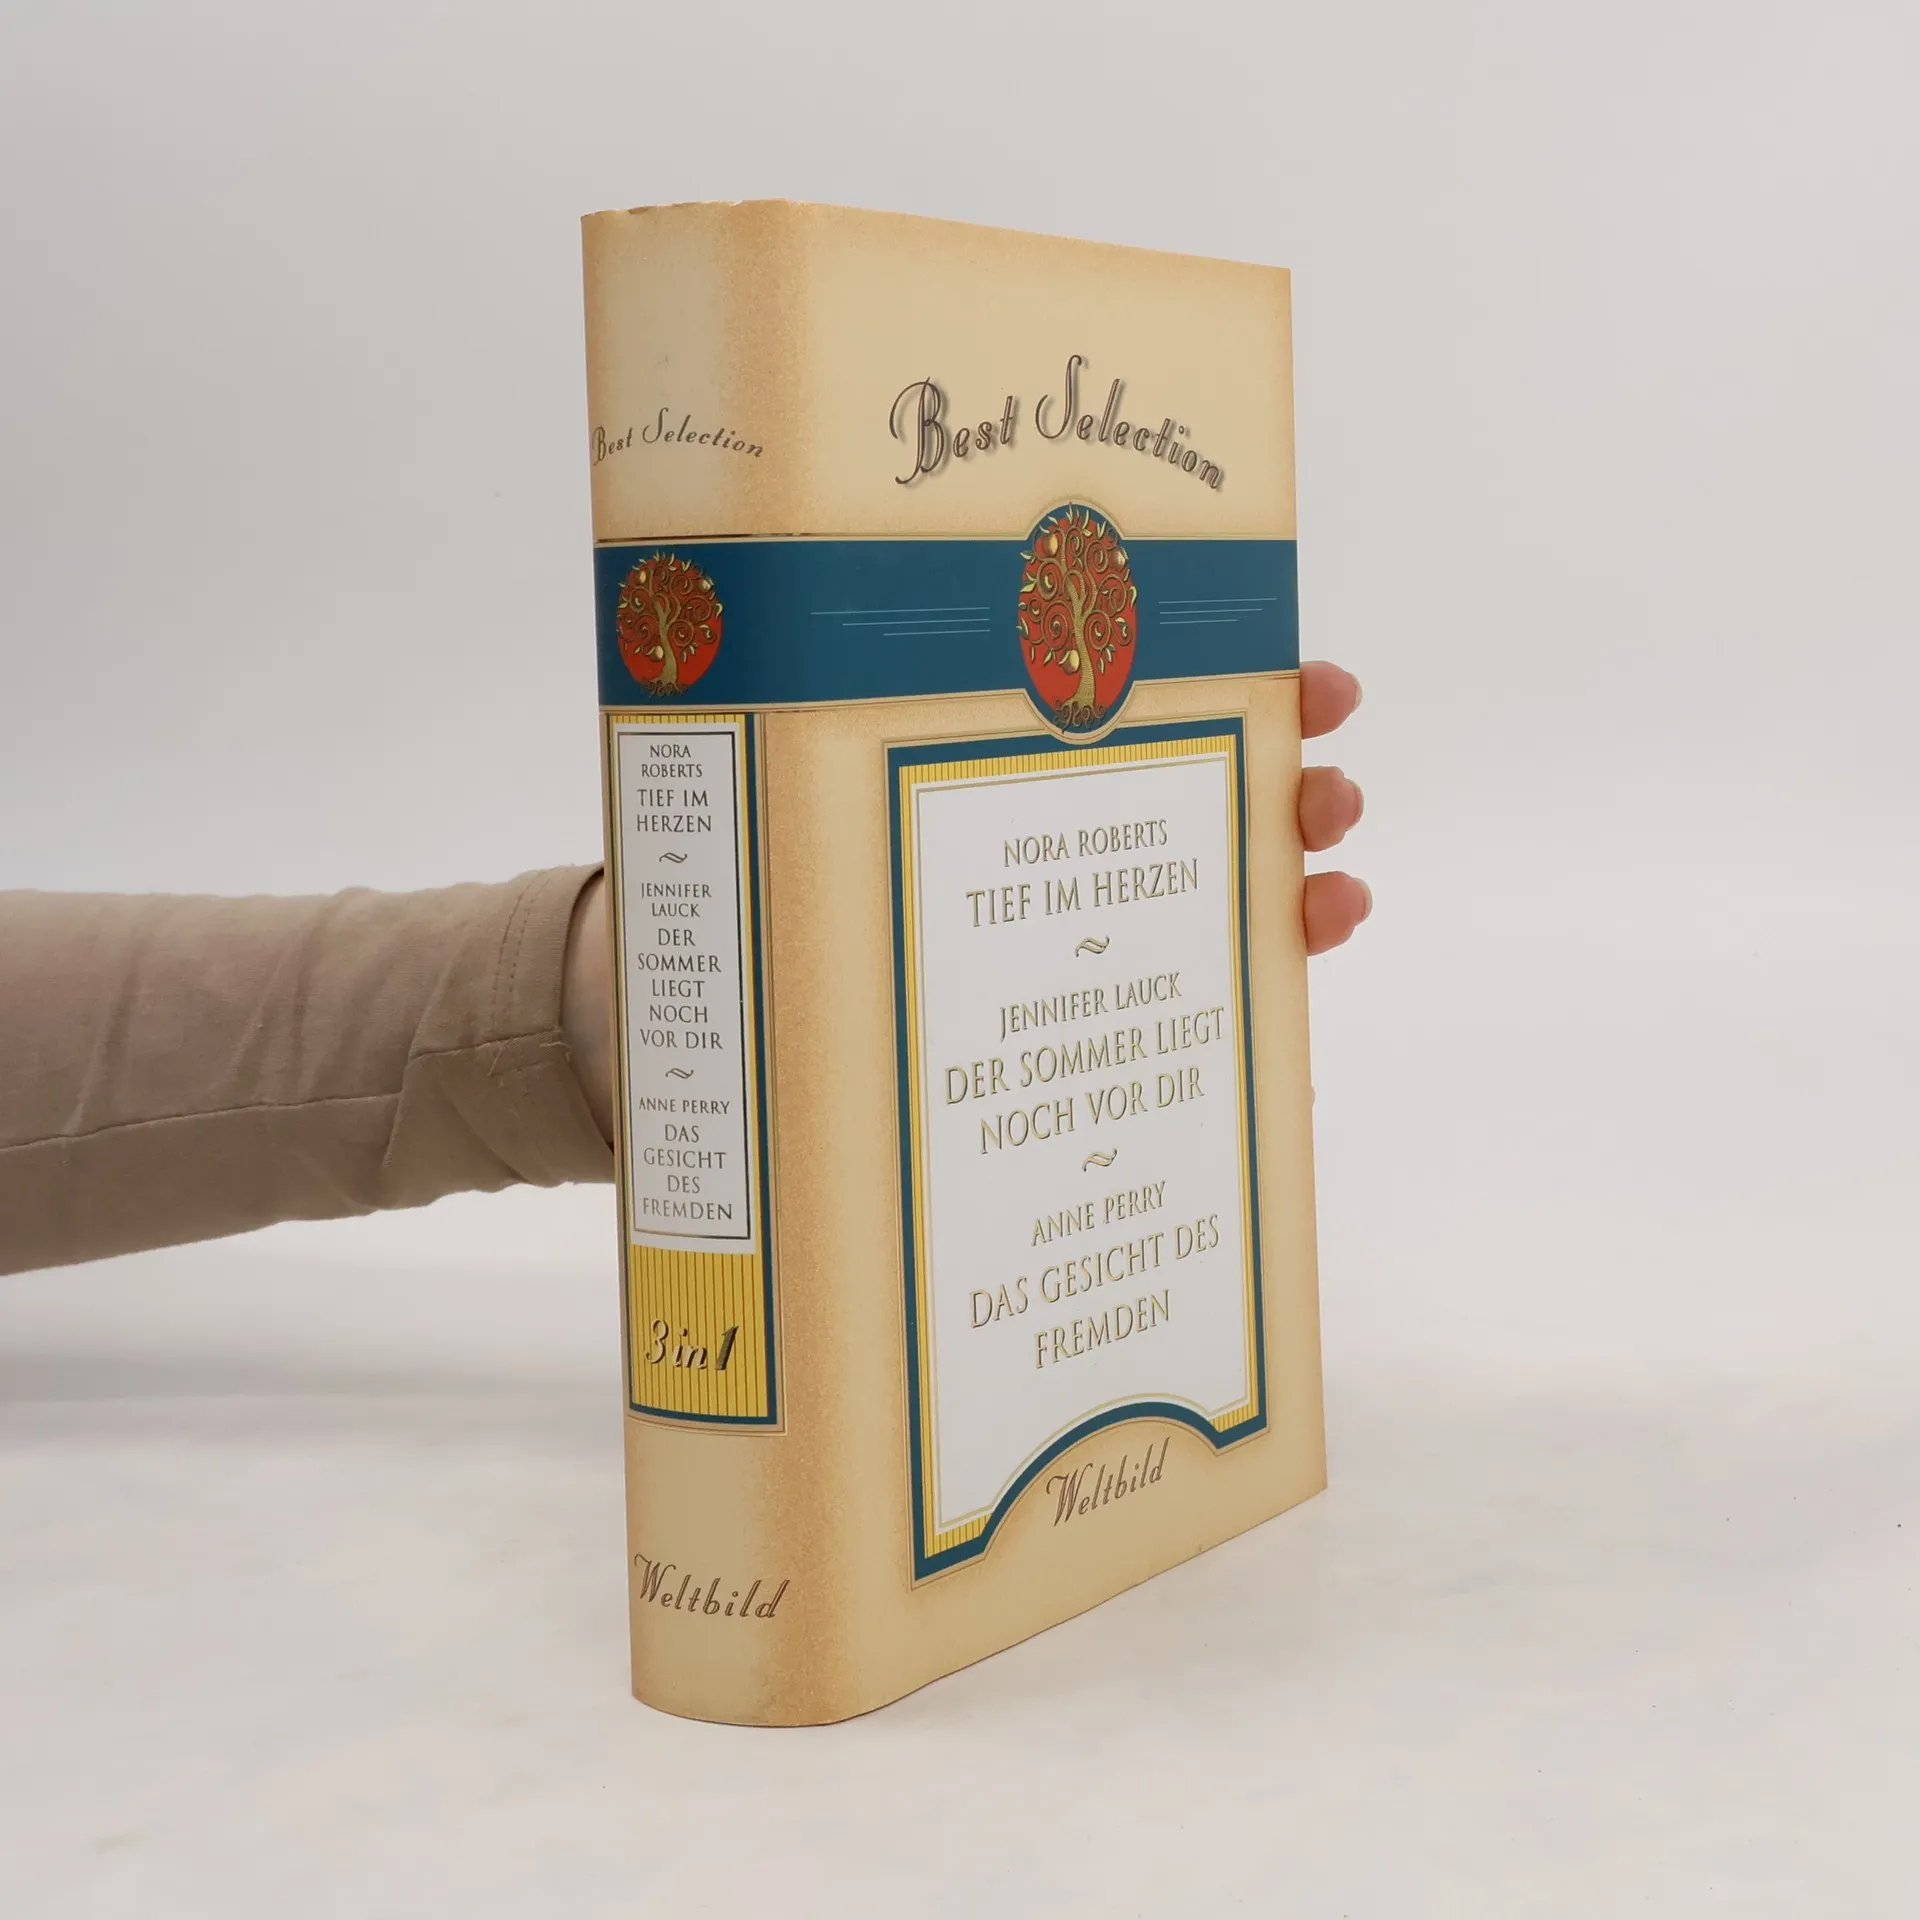 Best Selection
NORA
ROBERTS
TIEF IM
HERZEN
JENNIFER
LAUCK
DER
SOMMER
LIEGT
NOCH
VOR DIR
ANNE PERRY
DAS
GESICHT
DES
FREMDEN
3 in 1
Weltbild
Best Selection
NORA ROBERTS
TIEF IM HERZEN
JENNIFER LAUCK
DER SOMMER LIEGT
NOCH VOR DIR
ANNE PERRY
DAS GESICHT DES
FREMDEN
Weltbild